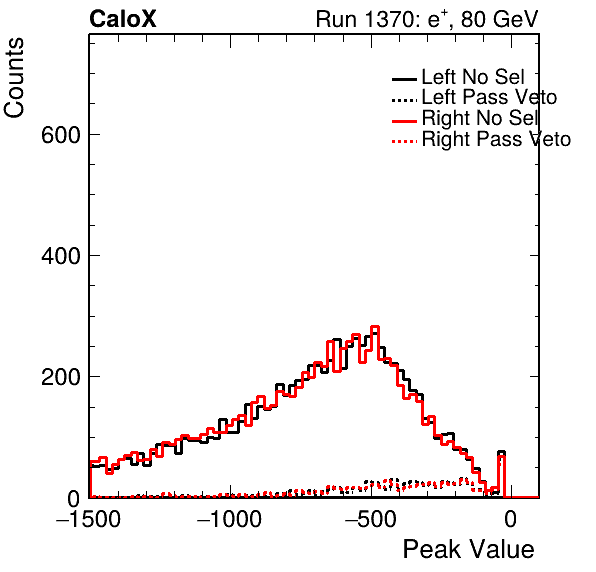 CaloX
Run 1370: e+, 80 GeV
Counts
Left No Sel
Left Pass Veto
Right No Sel
Right Pass Veto
600
400
200
0
−1500 −1000 −500 0
Peak Value